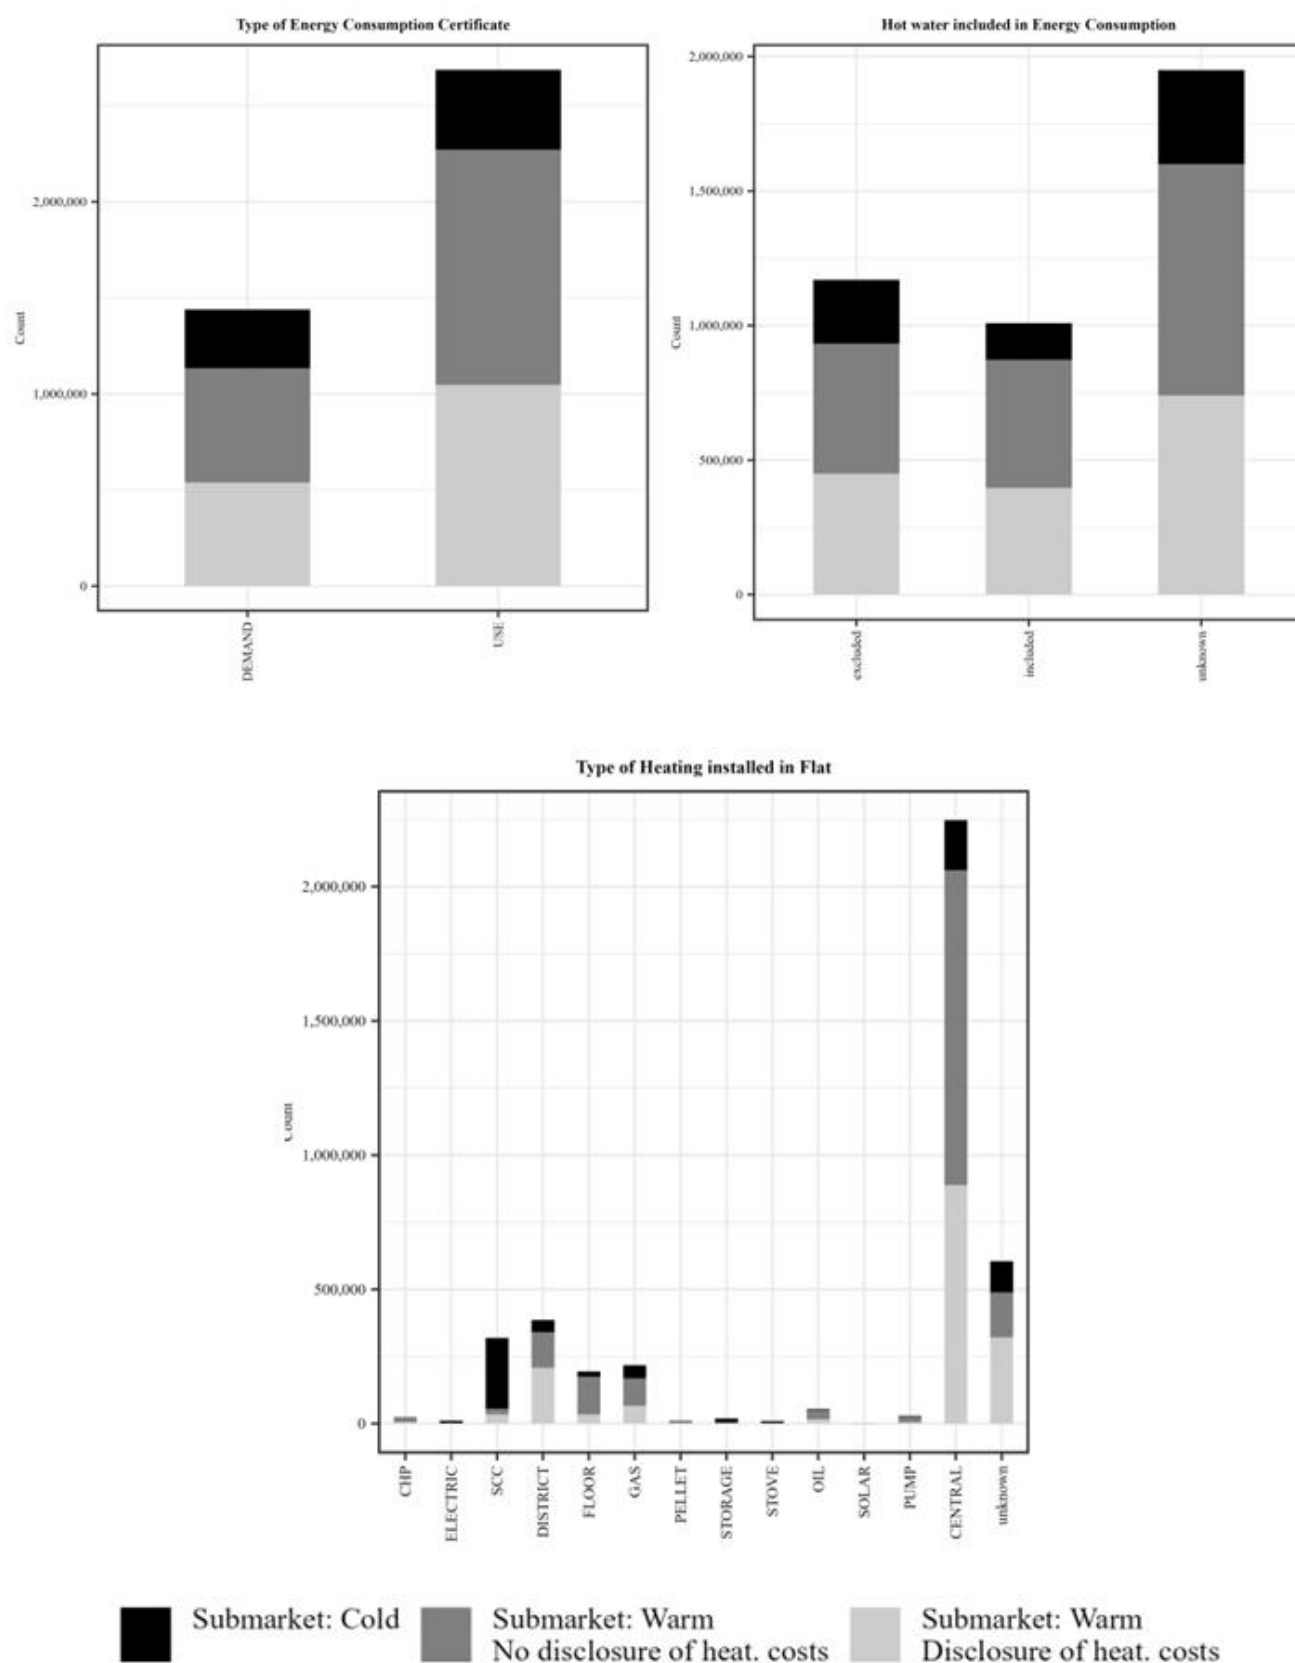 Type of Energy Consumption Certificate
Count
2,000,000
1,000,000
0
DEMAND
USE
Hot water included in Energy Consumption
Count
2,000,000
1,500,000
1,000,000
500,000
0
excluded
included
unknown
Type of Heating installed in Flat
Count
2,000,000
1,500,000
1,000,000
500,000
0
CHP
ELECTRIC
SCC
DISTRICT
FLOOR
GAS
PELLET
STORAGE
STOVE
OIL
SOLAR
PUMP
CENTRAL
unknown
Submarket: Cold
Submarket: Warm
No disclosure of heat. costs
Submarket: Warm
Disclosure of heat. costs